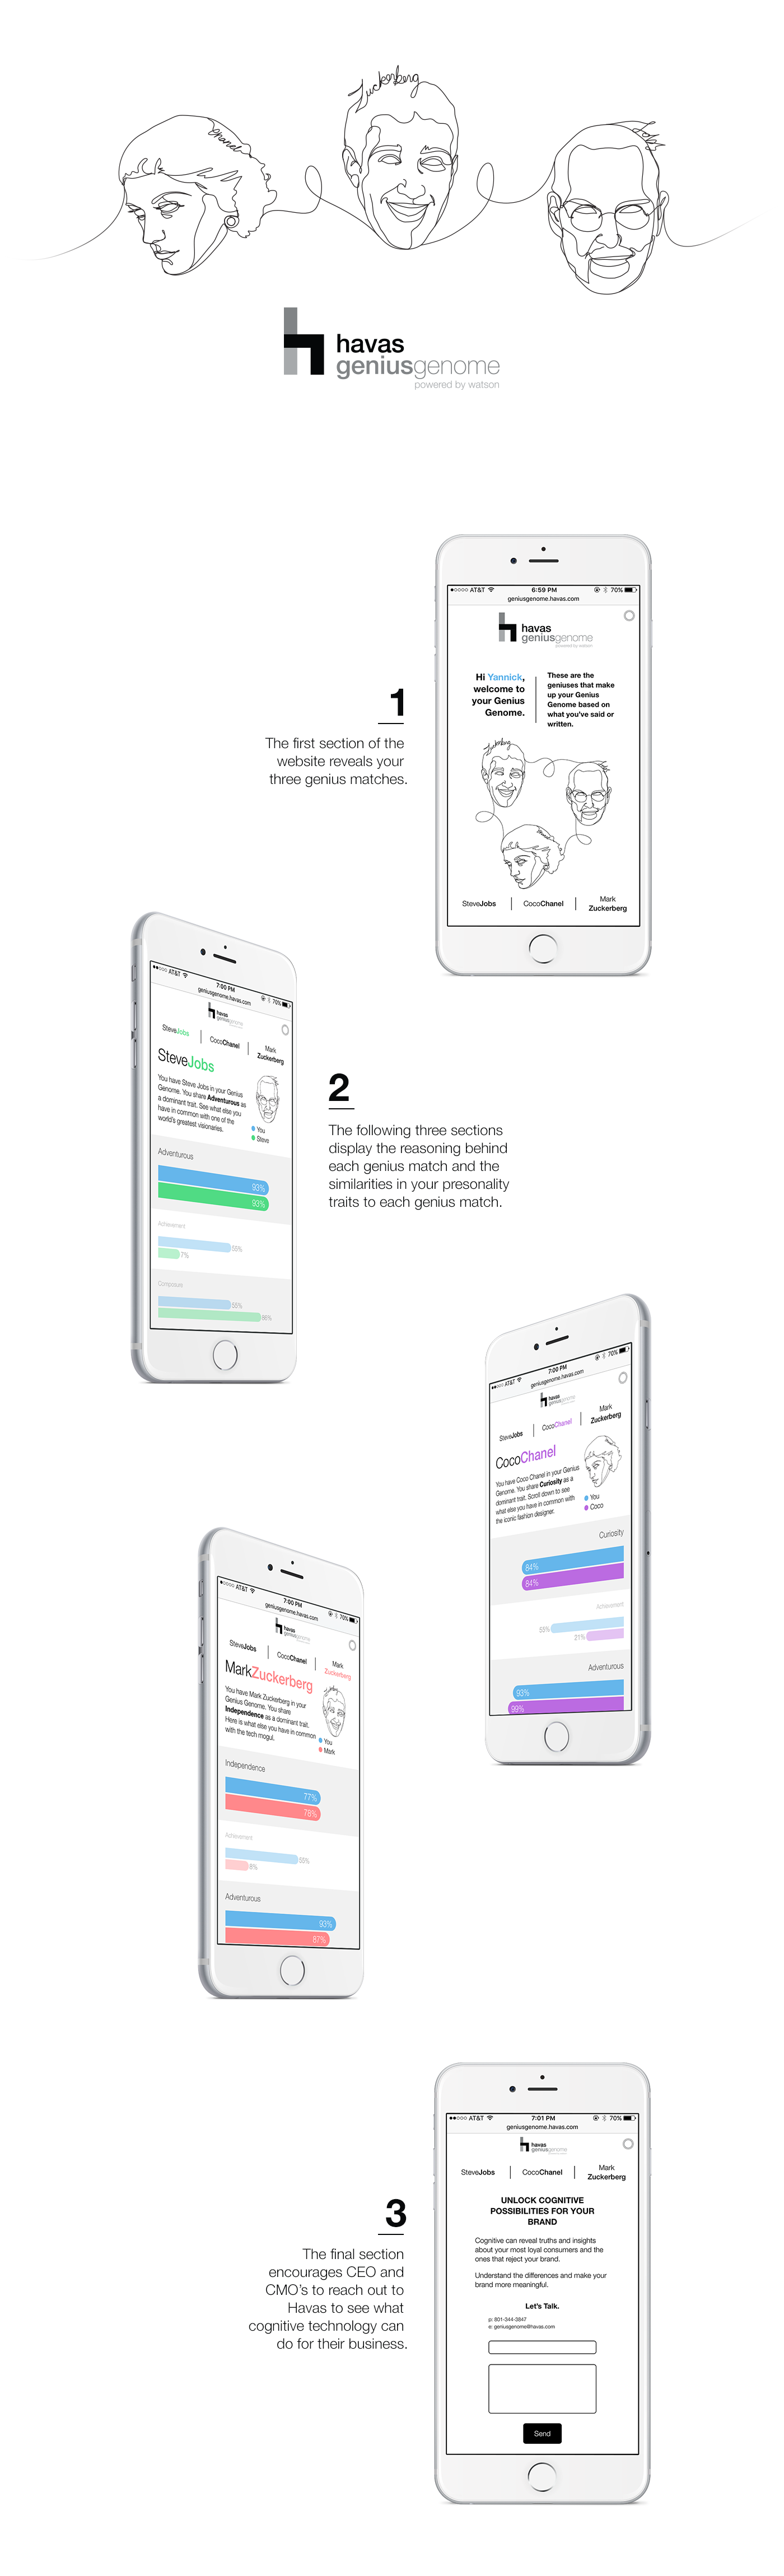 Zuckerberg
Chanel
havas
geniusgenome
powered by watson
AT&T
6:59 PM
70%
geniusgenome.havas.com
havas
geniusgenome
powered by watson
Hi Yannick,
welcome to
your Genius
Genome.
These are the
geniuses that make
up your Genius
Genome based on
what you've said or
written.
Zuckerberg
Chanel
SteveJobs
CocoChanel
Mark
Zuckerberg
1
The first section of the
website reveals your
three genius matches.
AT&T
7:00 PM
70%
geniusgenome.havas.com
havas
geniusgenome
SteveJobs
CocoChanel
Mark
Zuckerberg
SteveJobs
You have Steve Jobs in your Genius
Genome. You share Adventurous as
a dominant trait. See what else you
have in common with one of the
world's greatest visionaries.
You
Steve
Adventurous
93%
93%
Achievement
55%
7%
Composure
55%
88%
2
The following three sections
display the reasoning behind
each genius match and the
similarities in your presonality
traits to each genius match.
AT&T
7:00 PM
70%
geniusgenome.havas.com
havas
geniusgenome
SteveJobs
CocoChanel
Mark
Zuckerberg
CocoChanel
You have Coco Chanel in your Genius
Genome. You share Curiosity as a
dominant trait. Scroll down to see
what else you have in common with
the iconic fashion designer.
You
Coco
Curiosity
84%
84%
Achievement
55%
21%
Adventurous
93%
99%
AT&T
7:00 PM
70%
geniusgenome.havas.com
havas
geniusgenome
SteveJobs
CocoChanel
Mark
Zuckerberg
MarkZuckerberg
You have Mark Zuckerberg in your
Genius Genome. You share
Independence as a dominant trait.
Here is what else you have in common
with the tech mogul.
You
Mark
Independence
77%
78%
Achievement
55%
8%
Adventurous
93%
87%
AT&T
7:01 PM
70%
geniusgenome.havas.com
havas
geniusgenome
SteveJobs
CocoChanel
Mark
Zuckerberg
UNLOCK COGNITIVE
POSSIBILITIES FOR YOUR
BRAND
Cognitive can reveal truths and insights
about your most loyal consumers and the
ones that reject your brand.
Understand the differences and make your
brand more meaningful.
Let's Talk.
p: 801-344-3847
e: geniusgenome@havas.com
Send
3
The final section
encourages CEO and
CMO's to reach out to
Havas to see what
cognitive technology can
do for their business.